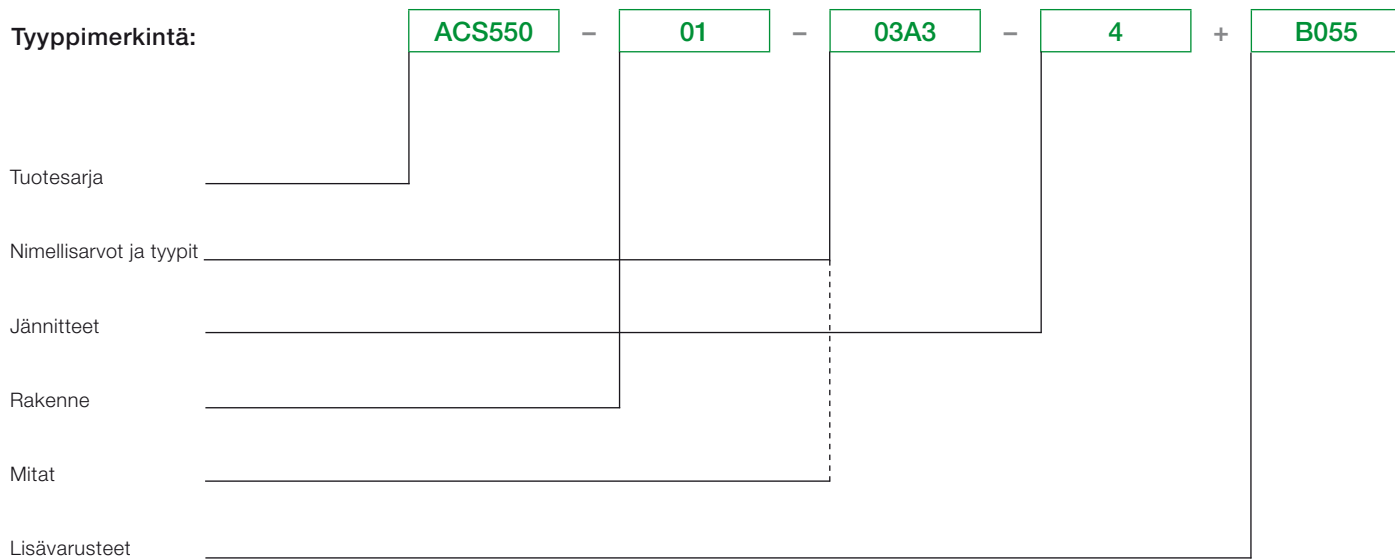 Tyyppimerkintä: ACS550 – 01 – 03A3 – 4 + B055
Tuotesarja
Nimellisarvot ja tyypit
Jännitteet
Rakenne
Mitat
Lisävarusteet